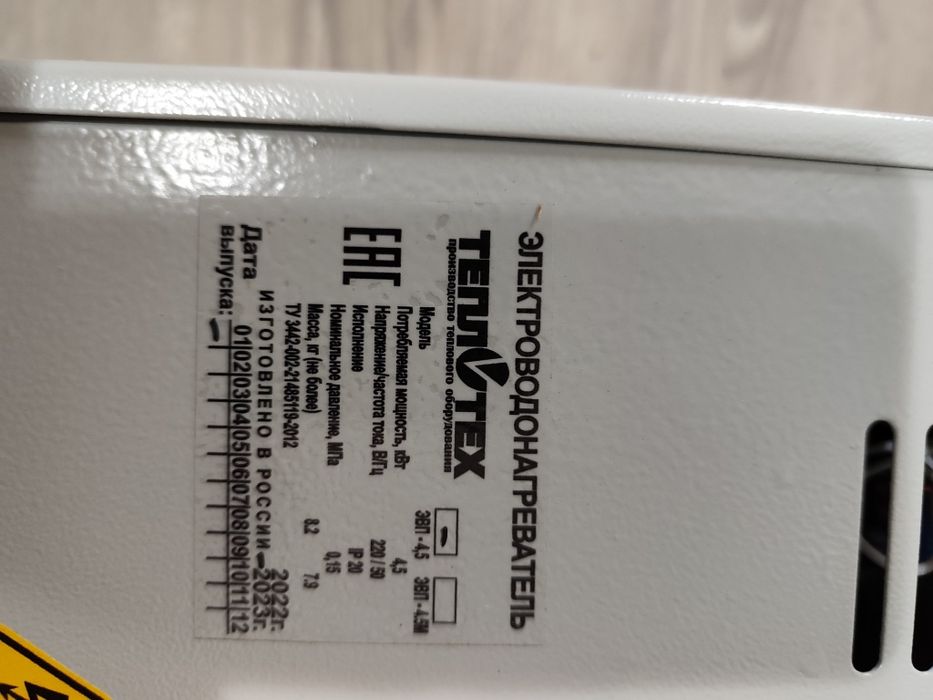 ЭЛЕКТРОВОДОНАГРЕВАТЕЛЬ
ТЕПЛОТЕХ
производство теплового оборудования
Модель ЭВП - 4,5 ЭВП - 4,5М
Потребляемая мощность, кВт 4,5
Напряжение/частота тока, В/Гц 220 / 50
Исполнение IP 20
Номинальное давление, МПа 0,15
Масса, кг (не более) 8.2 7.9
ТУ 3442-002-21485119-2012
ЕАС
ИЗГОТОВЛЕНО В РОССИИ
2022г.
2023г.
Дата
выпуска:
01|02|03|04|05|06|07|08|09|10|11|12